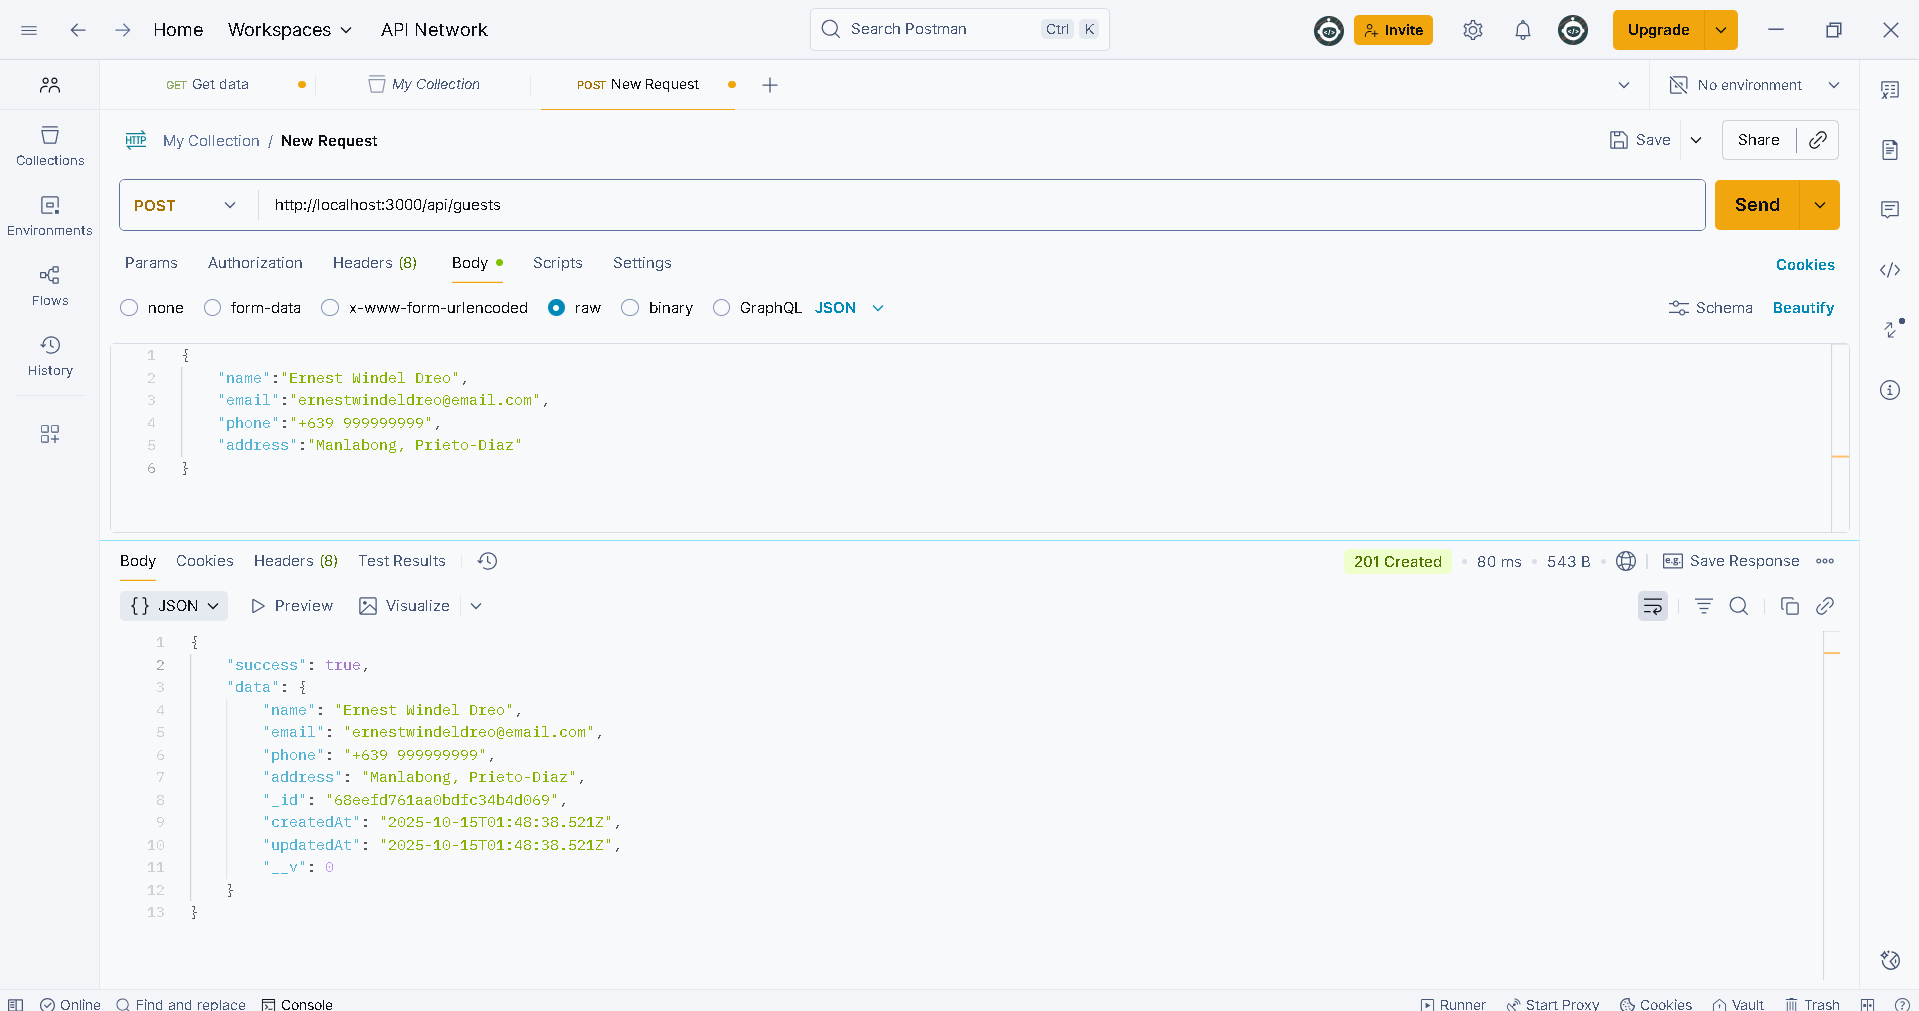 Home Workspaces API Network Search Postman Ctrl K Invite Upgrade
GET Get data My Collection POST New Request No environment
HTTP My Collection / New Request Save Share
Collections
Environments
Flows
History
POST http://localhost:3000/api/guests Send
Params Authorization Headers (8) Body Scripts Settings Cookies
none form-data x-www-form-urlencoded raw binary GraphQL JSON Schema Beautify
1 {
2 "name":"Ernest Windel Dreo",
3 "email":"ernestwindeldreo@email.com",
4 "phone":"+639 999999999",
5 "address":"Manlabong, Prieto-Diaz"
6 }
Body Cookies Headers (8) Test Results 201 Created 80 ms 543 B e.g. Save Response
{} JSON Preview Visualize
1 {
2 "success": true,
3 "data": {
4 "name": "Ernest Windel Dreo",
5 "email": "ernestwindeldreo@email.com",
6 "phone": "+639 999999999",
7 "address": "Manlabong, Prieto-Diaz",
8 "_id": "68eefd761aa0bdfc34b4d069",
9 "createdAt": "2025-10-15T01:48:38.521Z",
10 "updatedAt": "2025-10-15T01:48:38.521Z",
11 "__v": 0
12 }
13 }
Online Find and replace Console Runner Start Proxy Cookies Vault Trash